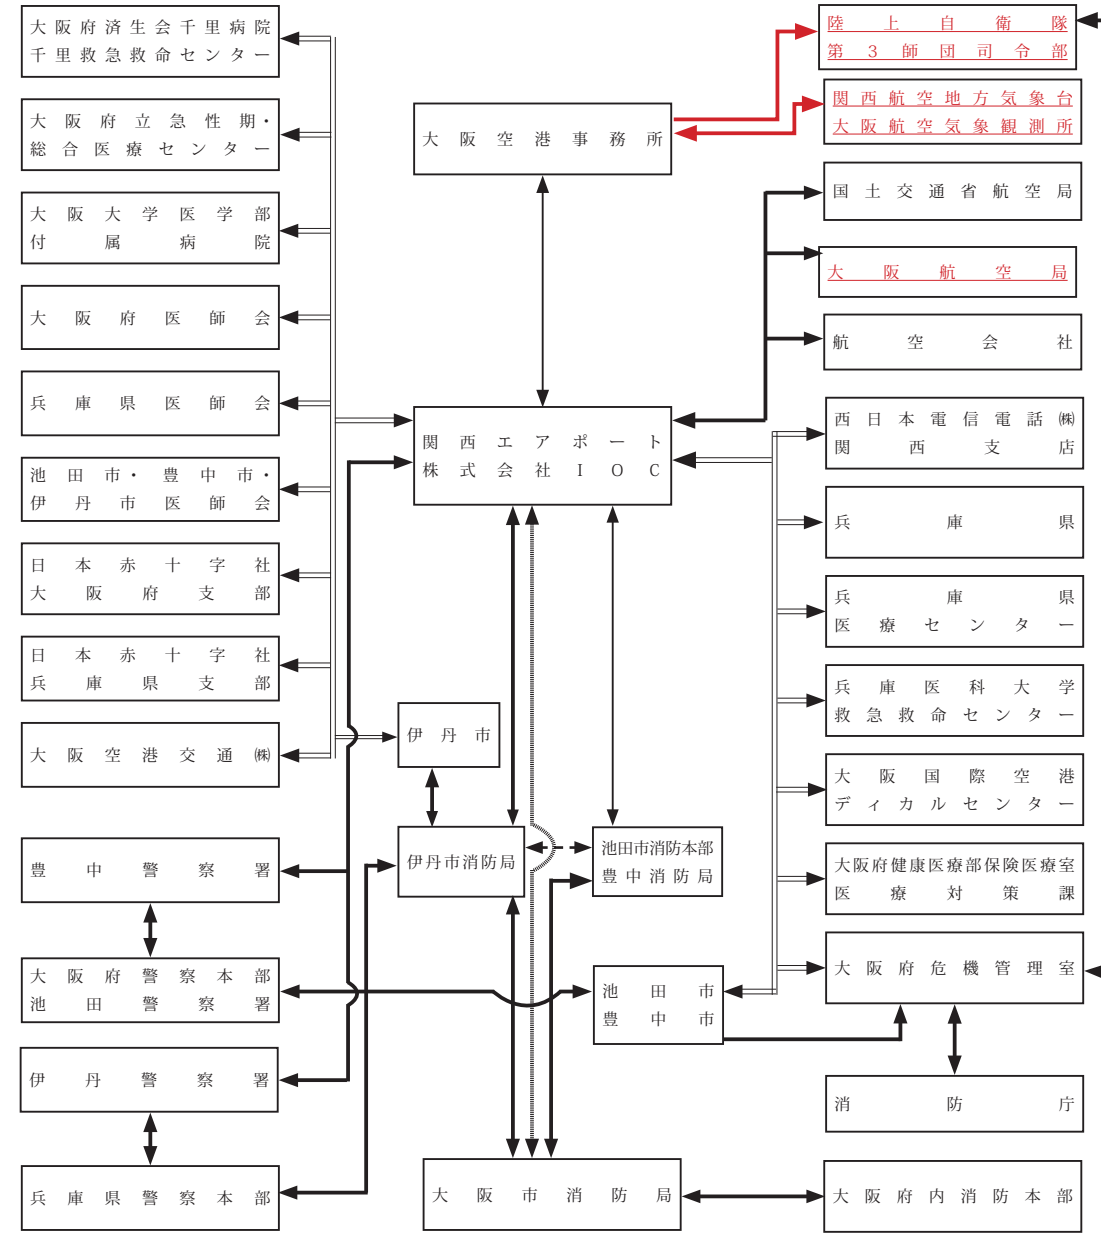 大阪府済生会千里病院
千里救急救命センター
大阪府立急性期・
総合医療センター
大阪大学医学部
付属病院
大阪府医師会
兵庫県医師会
池田市・豊中市・
伊丹市医師会
日本赤十字社
大阪府支部
日本赤十字社
兵庫県支部
大阪空港交通㈱
豊中警察署
大阪府警察本部
池田警察署
伊丹警察署
兵庫県警察本部
大阪空港事務所
関西エアポート
株式会社IOC
伊丹市
伊丹市消防局
池田市消防本部
豊中消防局
池田市
豊中市
大阪市消防局
陸上自衛隊
第3師団司令部
関西航空地方気象台
大阪航空気象観測所
国土交通省航空局
大阪航空局
航空会社
西日本電信電話㈱
関西支店
兵庫県
兵庫県
医療センター
兵庫医科大学
救急救命センター
大阪国際空港
ディカルセンター
大阪府健康医療部保険医療室
医療対策課
大阪府危機管理室
消防庁
大阪府内消防本部